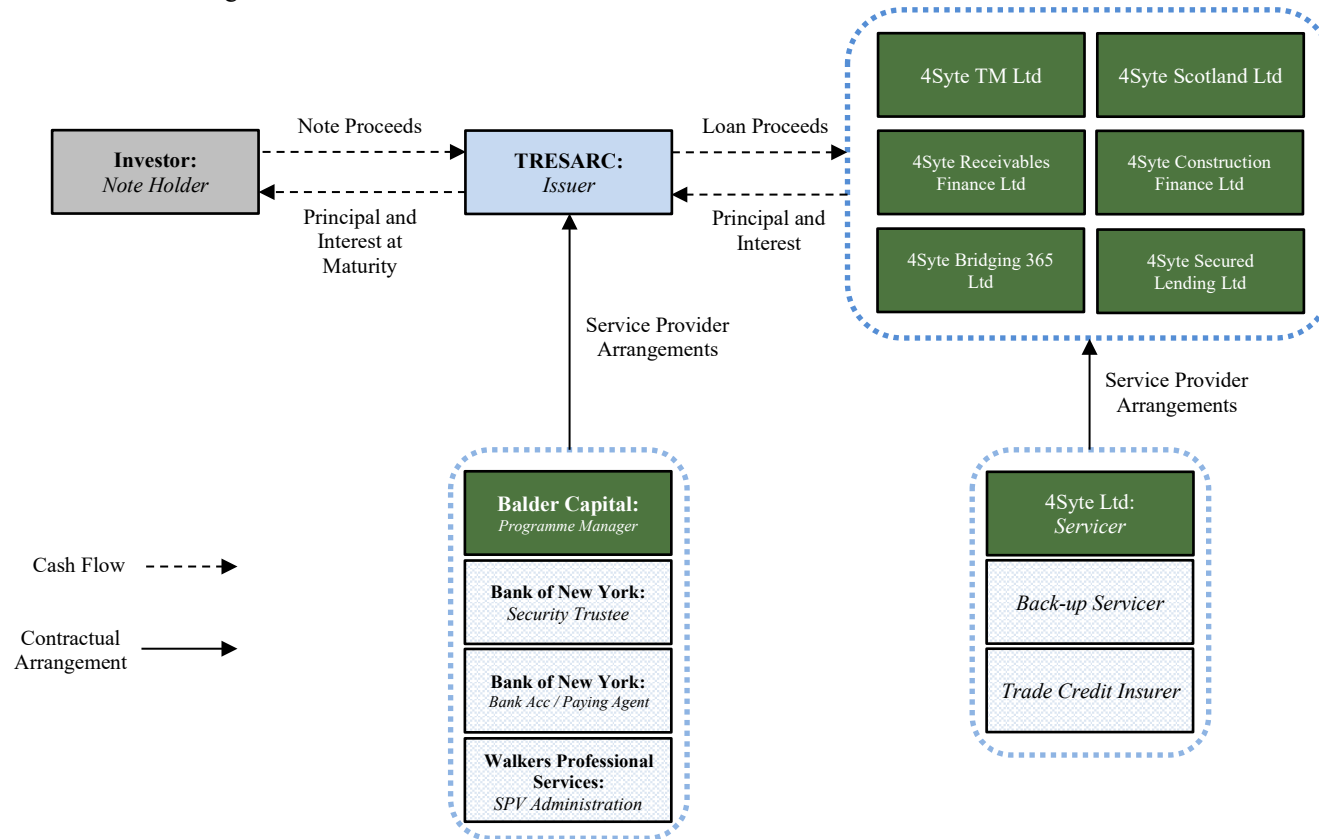 4Syte TM Ltd
4Syte Scotland Ltd
Note Proceeds
Loan Proceeds
Investor:
Note Holder
TRESARC:
Issuer
4Syte Receivables
Finance Ltd
4Syte Construction
Finance Ltd
Principal and
Interest at
Maturity
Principal and
Interest
4Syte Bridging 365
Ltd
4Syte Secured
Lending Ltd
Service Provider
Arrangements
Service Provider
Arrangements
Balder Capital:
Programme Manager
4Syte Ltd:
Servicer
Cash Flow
Bank of New York:
Security Trustee
Back-up Servicer
Contractual
Arrangement
Bank of New York:
Bank Acc / Paying Agent
Trade Credit Insurer
Walkers Professional
Services:
SPV Administration